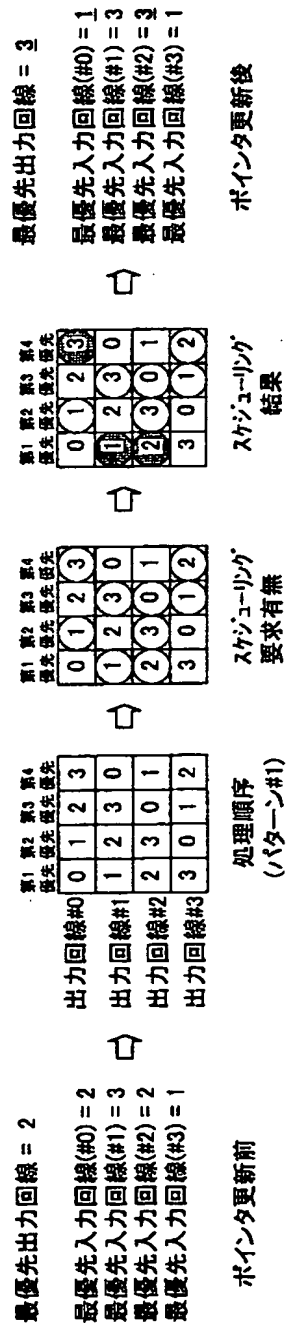 最優先出力回線 = 2
最優先入力回線(#0) = 2
最優先入力回線(#1) = 3
最優先入力回線(#2) = 2
最優先入力回線(#3) = 1
ポインタ更新前
第1 第2 第3 第4
優先 優先 優先 優先
出力回線#0 0 1 2 3
出力回線#1 1 2 3 0
出力回線#2 2 3 0 1
出力回線#3 3 0 1 2
処理順序
(パターン#1)
第1 第2 第3 第4
優先 優先 優先 優先
0 1 2 3
1 2 3 0
2 3 0 1
3 0 1 2
スケジューリング
要求有無
第1 第2 第3 第4
優先 優先 優先 優先
0 1 2 3
1 2 3 0
2 3 0 1
3 0 1 2
スケジューリング
結果
最優先出力回線 = 3
最優先入力回線(#0) = 1
最優先入力回線(#1) = 3
最優先入力回線(#2) = 3
最優先入力回線(#3) = 1
ポインタ更新後